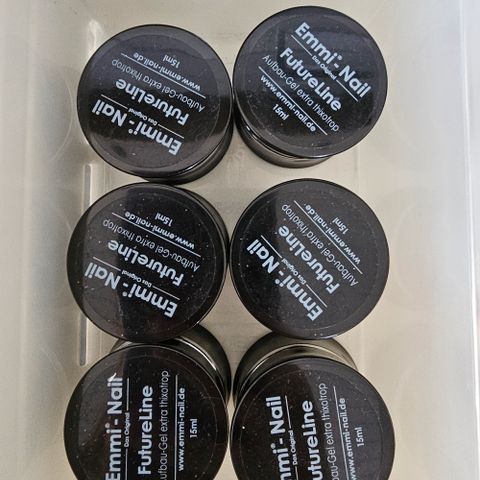 Emmi®- Nail
Das Original
FutureLine
Aufbau-Gel extra thixotrop
www.emmi-nail.de
15ml
Emmi®- Nail
Das Original
FutureLine
Aufbau-Gel extra thixotrop
www.emmi-nail.de
15ml
Emmi®- Nail
Das Original
FutureLine
Aufbau-Gel extra thixotrop
www.emmi-nail.de
15ml
Emmi®- Nail
Das Original
FutureLine
Aufbau-Gel extra thixotrop
www.emmi-nail.de
15ml
Emmi®- Nail
Das Original
FutureLine
Aufbau-Gel extra thixotrop
www.emmi-nail.de
15ml
Emmi®- Nail
Das Original
FutureLine
Aufbau-Gel extra thixotrop
www.emmi-nail.de
15ml